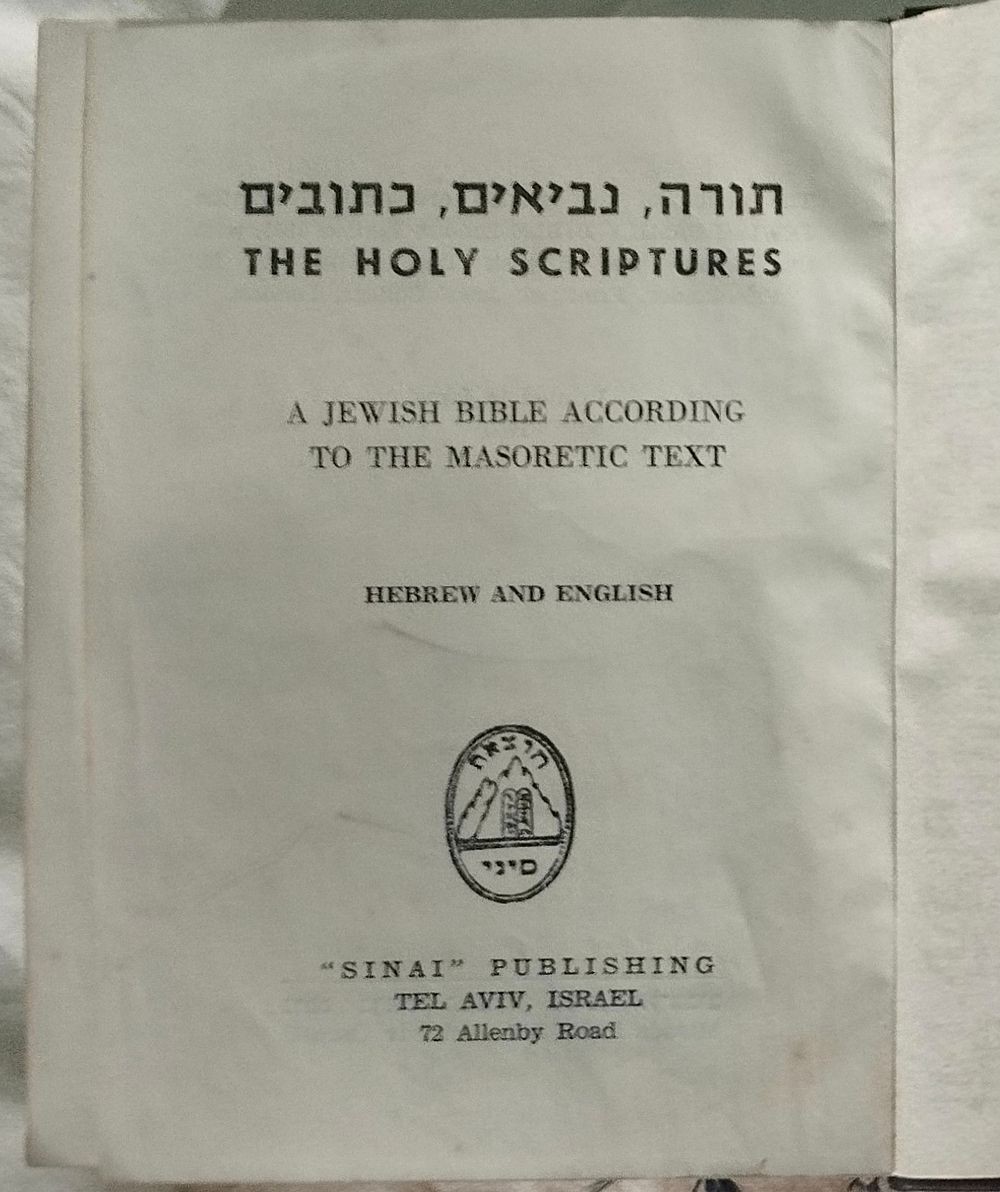 תורה, נביאים, כתובים
THE HOLY SCRIPTURES
A JEWISH BIBLE ACCORDING
TO THE MASORETIC TEXT
HEBREW AND ENGLISH
הוצאת
סיני
"SINAI" PUBLISHING
TEL AVIV, ISRAEL
72 Allenby Road